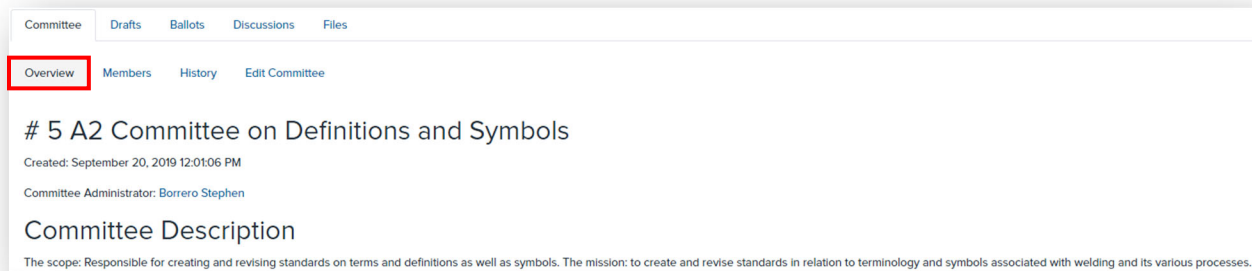 Committee Drafts Ballots Discussions Files
Overview Members History Edit Committee
# 5 A2 Committee on Definitions and Symbols
Created: September 20, 2019 12:01:06 PM
Committee Administrator: Borrero Stephen
Committee Description
The scope: Responsible for creating and revising standards on terms and definitions as well as symbols. The mission: to create and revise standards in relation to terminology and symbols associated with welding and its various processes.